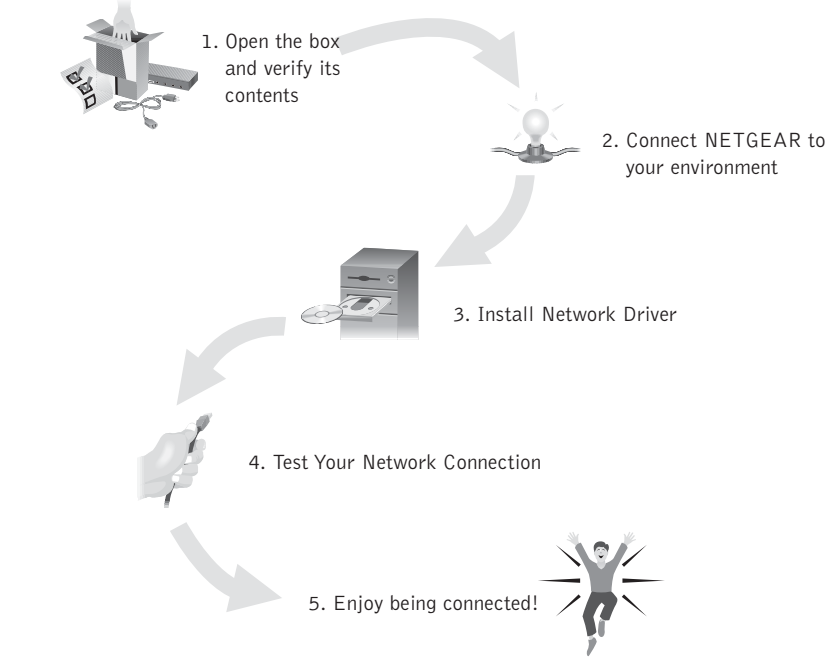 1. Open the box
and verify its
contents
2. Connect NETGEAR to
your environment
3. Install Network Driver
4. Test Your Network Connection
5. Enjoy being connected!